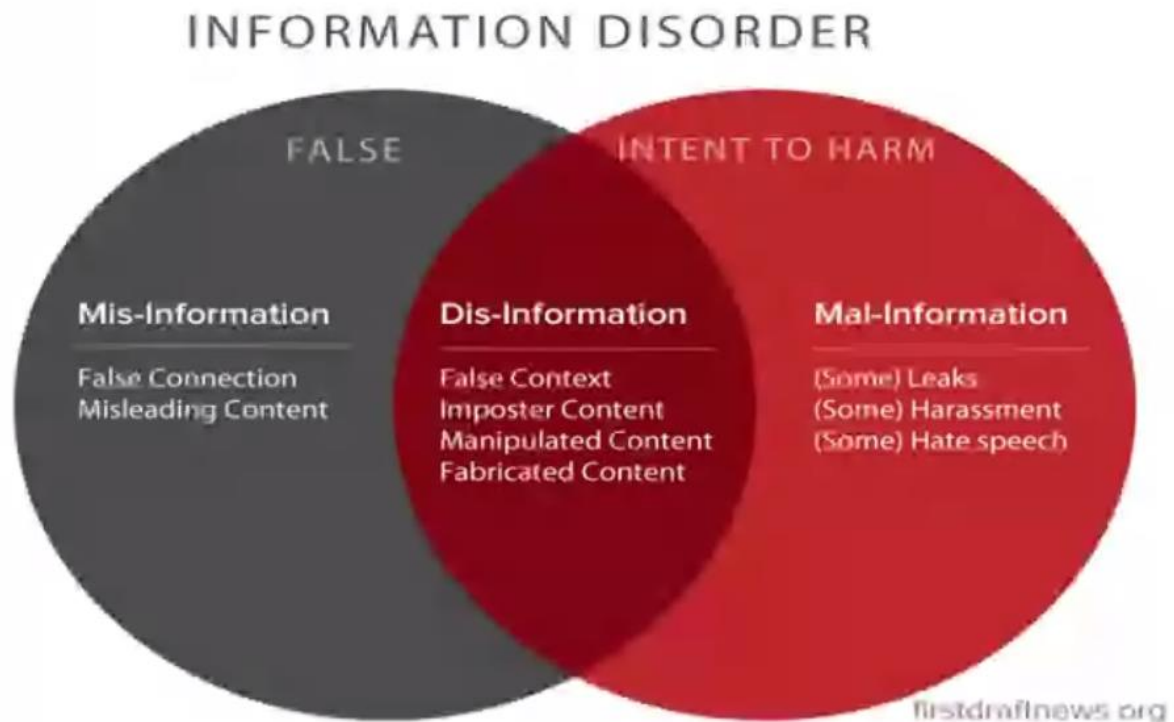 INFORMATION DISORDER
FALSE
INTENT TO HARM
Mis-Information
False Connection
Misleading Content
Dis-Information
False Context
Imposter Content
Manipulated Content
Fabricated Content
Mal-Information
(Some) Leaks
(Some) Harassment
(Some) Hate speech
firstdraftnews.org